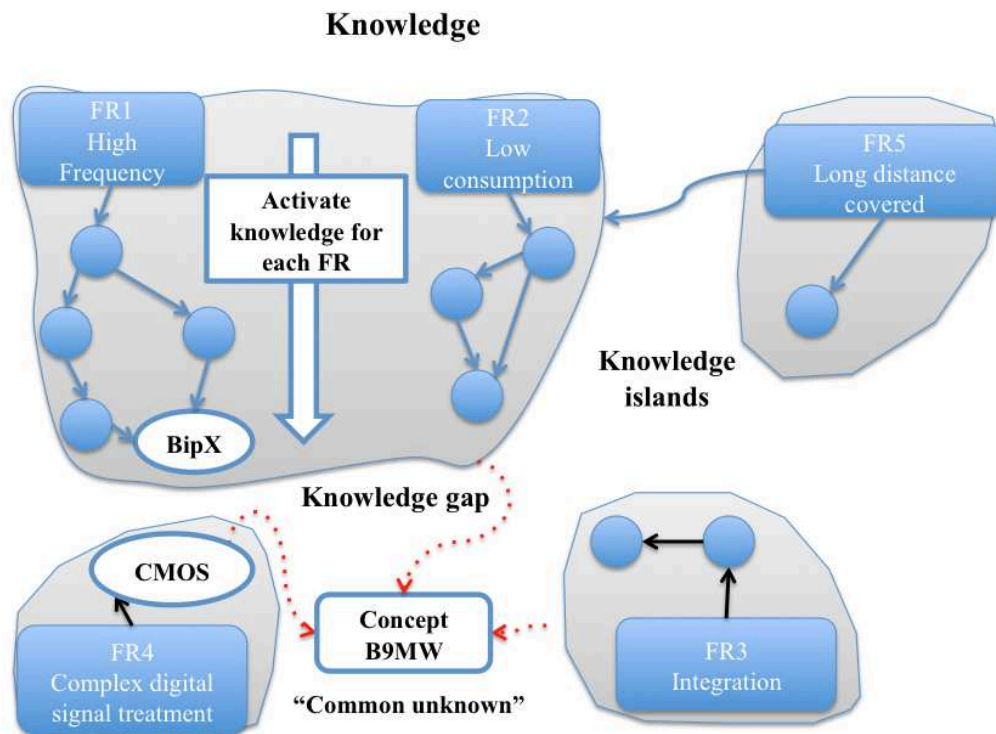 Knowledge
FR1
High
Frequency
FR2
Low
consumption
FR5
Long distance
covered
Activate
knowledge for
each FR
Knowledge
islands
BipX
Knowledge gap
CMOS
Concept
B9MW
FR4
Complex digital
signal treatment
FR3
Integration
“Common unknown”